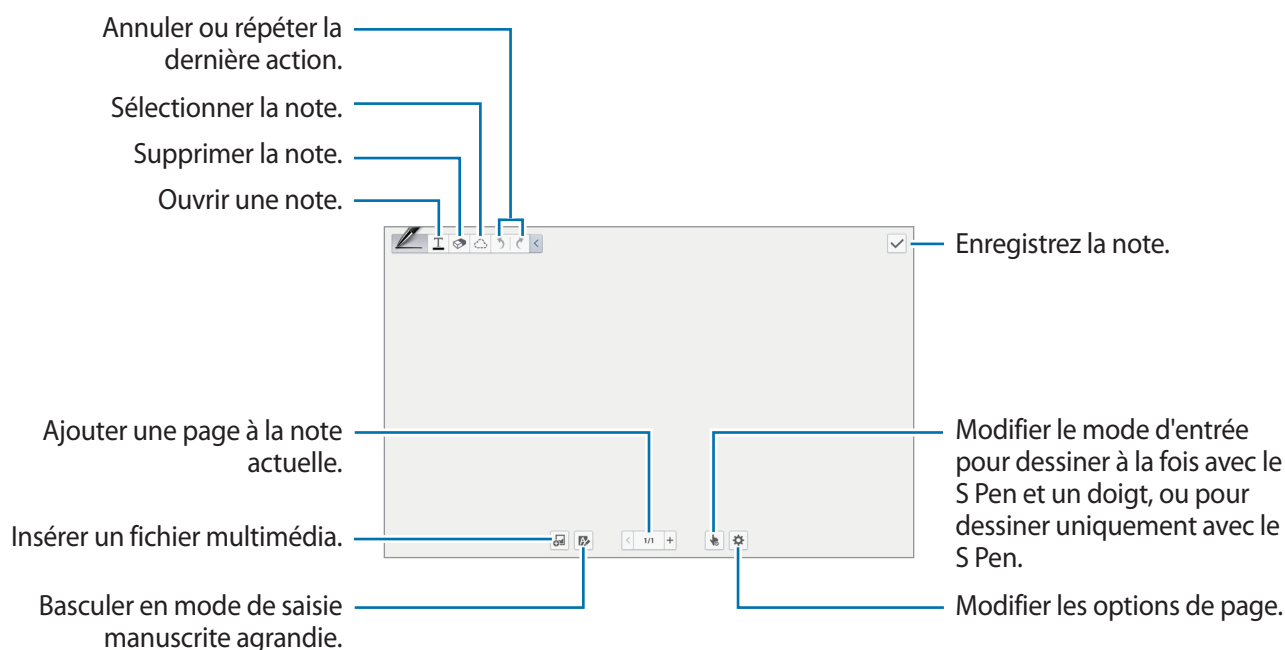 Annuler ou répéter la
dernière action.
Sélectionner la note.
Supprimer la note.
Ouvrir une note.
T
Enregistrez la note.
Ajouter une page à la note
actuelle.
Modifier le mode d'entrée
pour dessiner à la fois avec le
S Pen et un doigt, ou pour
dessiner uniquement avec le
S Pen.
Insérer un fichier multimédia.
< 1/1 +
Basculer en mode de saisie
manuscrite agrandie.
Modifier les options de page.